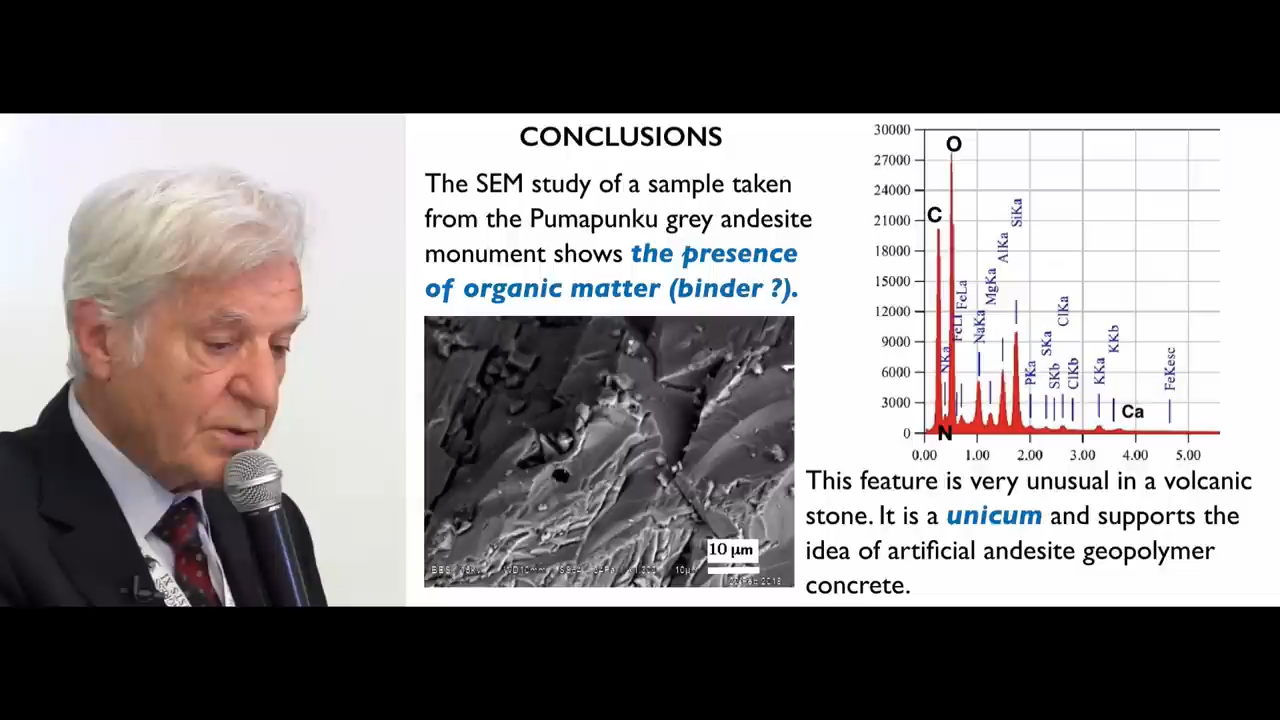 CONCLUSIONS
The SEM study of a sample taken
from the Pumapunku grey andesite
monument shows the presence
of organic matter (binder ?).
10 µm
30000
27000
24000
21000
18000
15000
12000
9000
6000
3000
0
0.00 1.00 2.00 3.00 4.00 5.00
C
O
N
NKa
FeLl
FeLa
NaKa
MgKa
AlKa
SiKa
PKa
SKa
SKb
ClKa
ClKb
KKa
KKb
Ca
FeKesc
This feature is very unusual in a volcanic
stone. It is a unicum and supports the
idea of artificial andesite geopolymer
concrete.